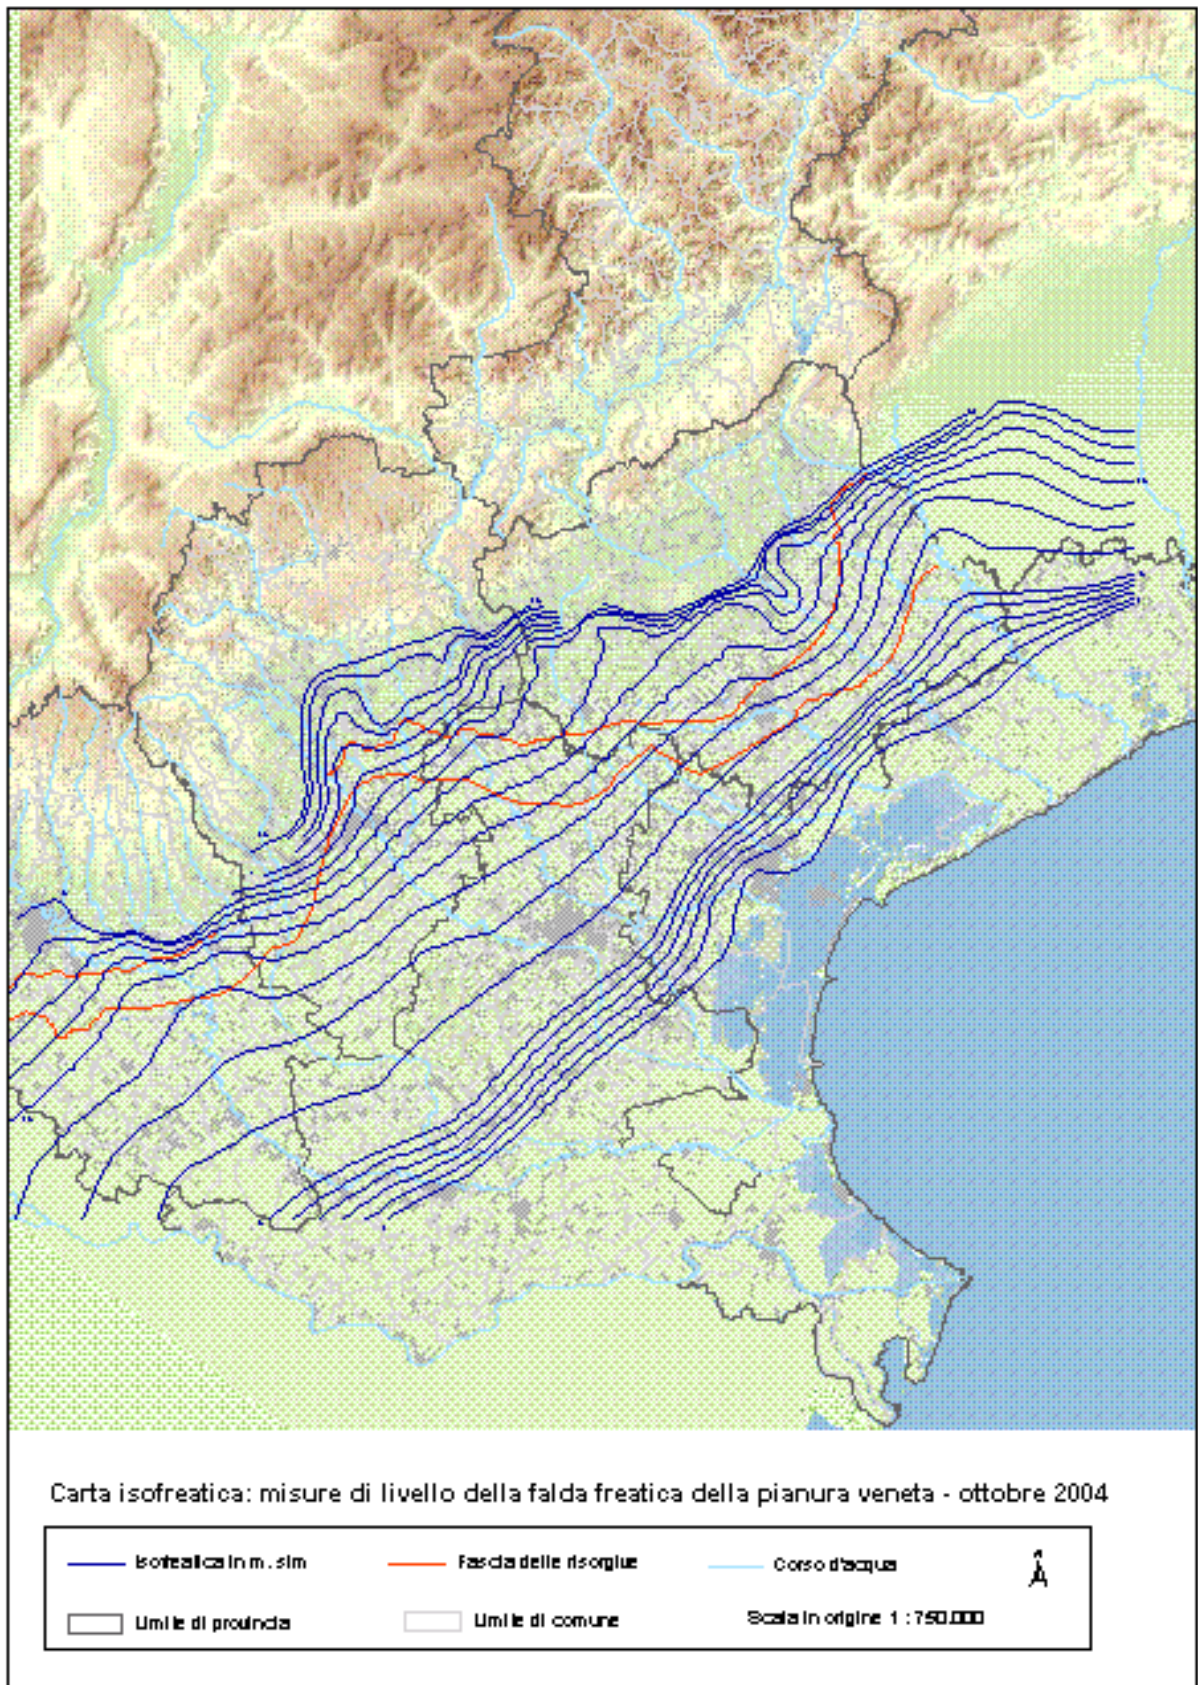 Carta isofreatica: misure di livello della falda freatica della pianura veneta - ottobre 2004
Isofreatica in m. slm
Fascia delle risorgive
Corso d'acqua
Limite di provincia
Limite di comune
Scala in origine 1 : 750.000